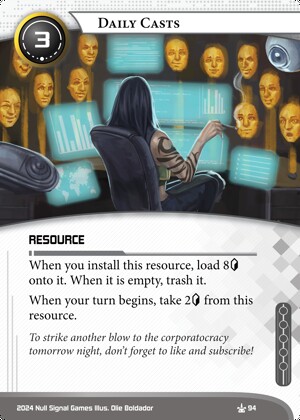 3
DAILY CASTS
RESOURCE
When you install this resource, load 8
onto it. When it is empty, trash it.
When your turn begins, take 2 from this
resource.
To strike another blow to the corporatocracy
tomorrow night, don't forget to like and subscribe!
2024 Null Signal Games Illus. Olie Boldador
94